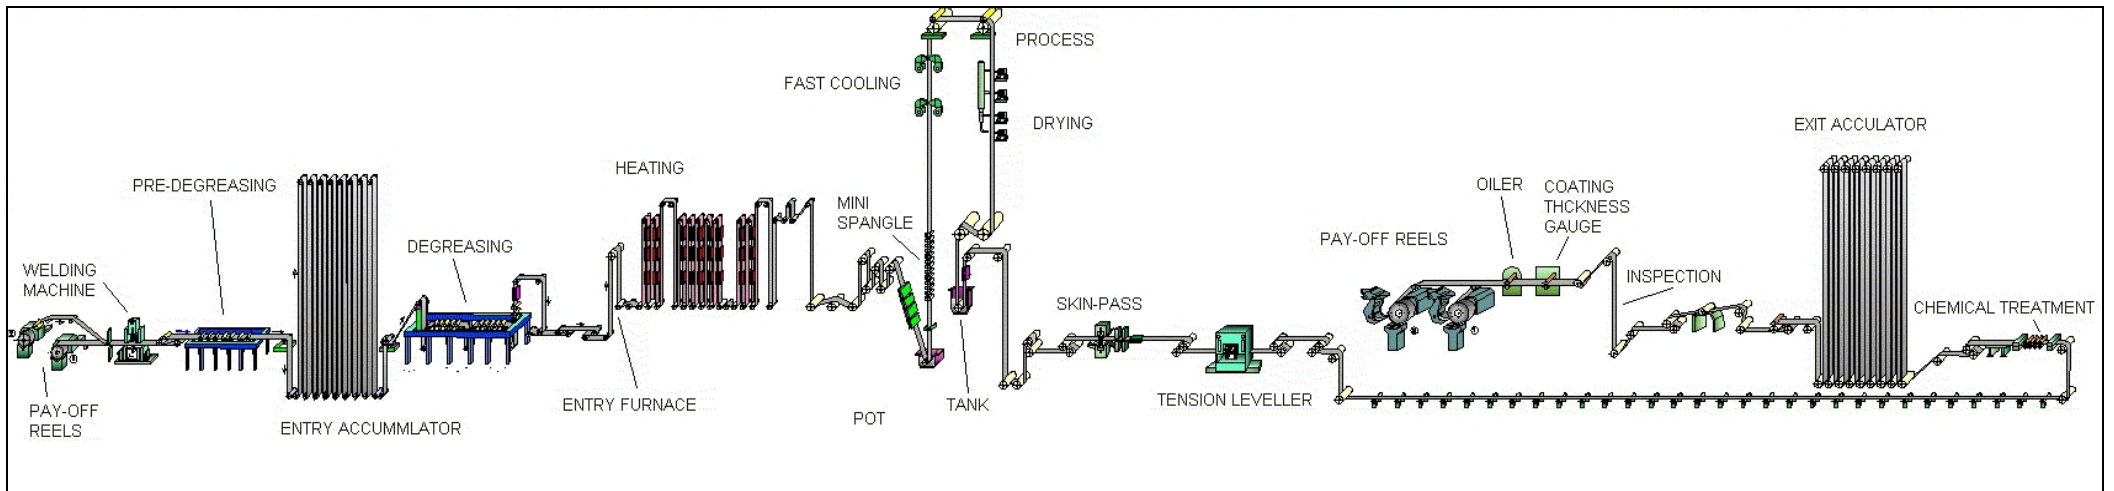 PROCESS
FAST COOLING
DRYING
EXIT ACCULATOR
HEATING
PRE-DEGREASING
OILER
COATING
THCKNESS
GAUGE
MINI
SPANGLE
PAY-OFF REELS
DEGREASING
WELDING
MACHINE
INSPECTION
SKIN-PASS
CHEMICAL TREATMENT
TENSION LEVELLER
ENTRY FURNACE
TANK
PAY-OFF
REELS
POT
ENTRY ACCUMMLATOR